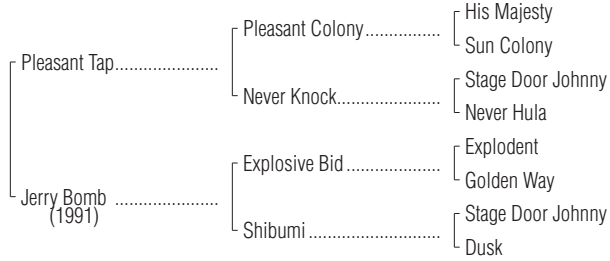 His Majesty
Pleasant Colony
Sun Colony
Pleasant Tap
Stage Door Johnny
Never Knock
Never Hula
Explodent
Explosive Bid
Golden Way
Jerry Bomb
(1991)
Stage Door Johnny
Shibumi
Dusk